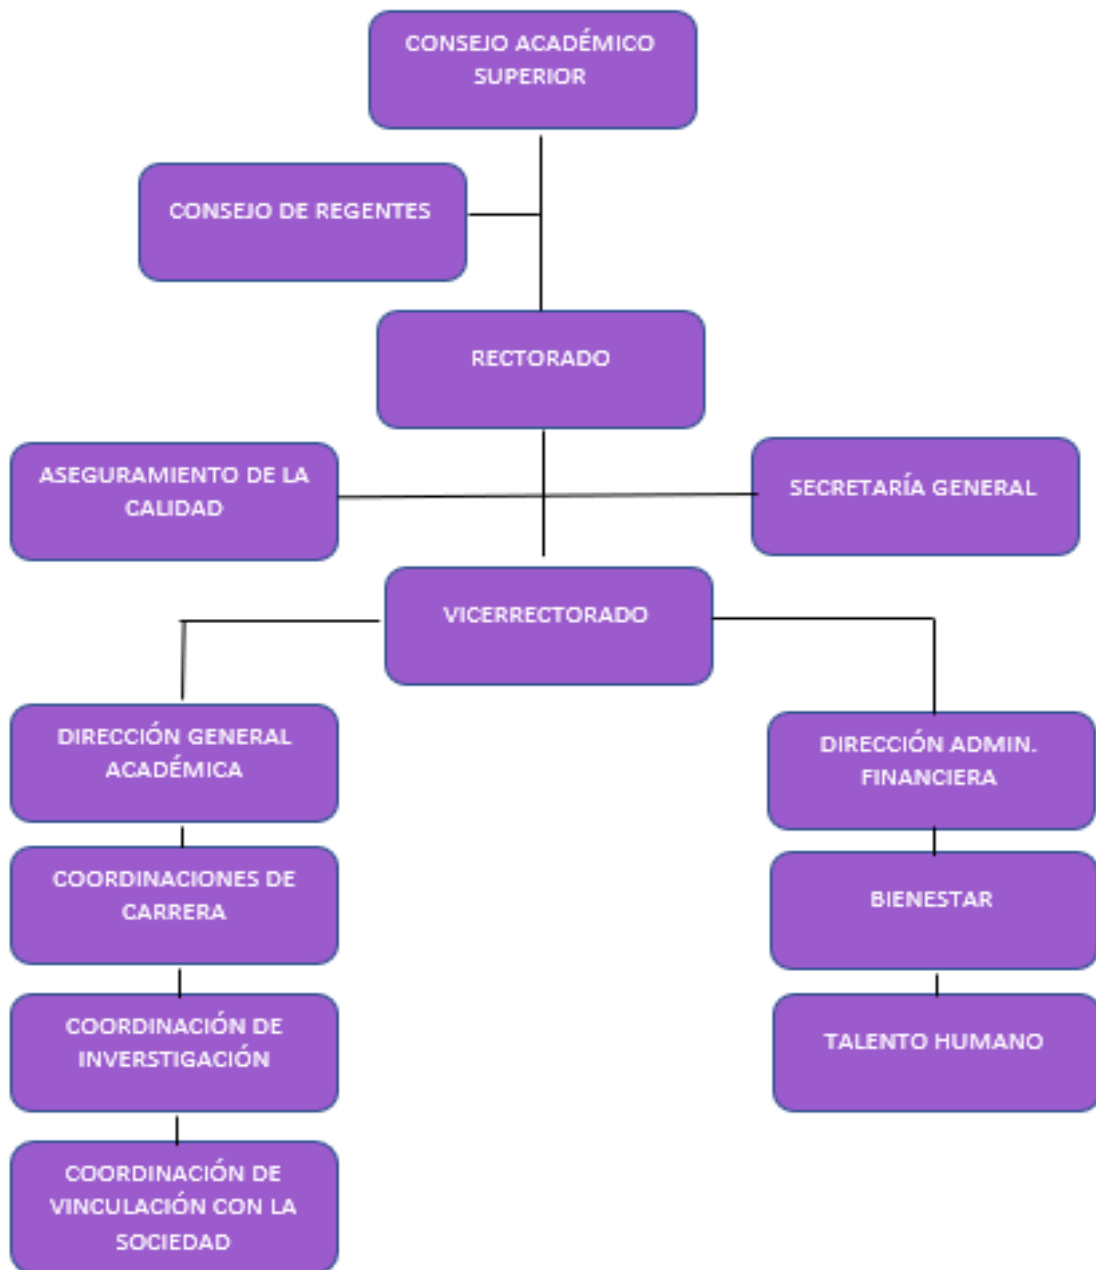 CONSEJO ACADÉMICO
SUPERIOR
CONSEJO DE REGENTES
RECTORADO
ASEGURAMIENTO DE LA
CALIDAD
SECRETARÍA GENERAL
VICERRECTORADO
DIRECCIÓN GENERAL
ACADÉMICA
DIRECCIÓN ADMIN.
FINANCIERA
COORDINACIONES DE
CARRERA
BIENESTAR
COORDINACIÓN DE
INVERSTIGACIÓN
TALENTO HUMANO
COORDINACIÓN DE
VINCULACIÓN CON LA
SOCIEDAD